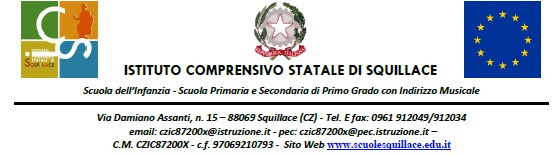 ISTITUTO COMPRENSIVO STATALE DI SQUILLACE
Scuola dell'Infanzia - Scuola Primaria e Secondaria di Primo Grado con Indirizzo Musicale
Via Damiano Assanti, n. 15 – 88069 Squillace (CZ) - Tel. E fax: 0961 912049/912034
email: czic87200x@istruzione.it - pec: czic87200x@pec.istruzione.it –
C.M. CZIC87200X - c.f. 97069210793 - Sito Web www.scuolesquillace.edu.it